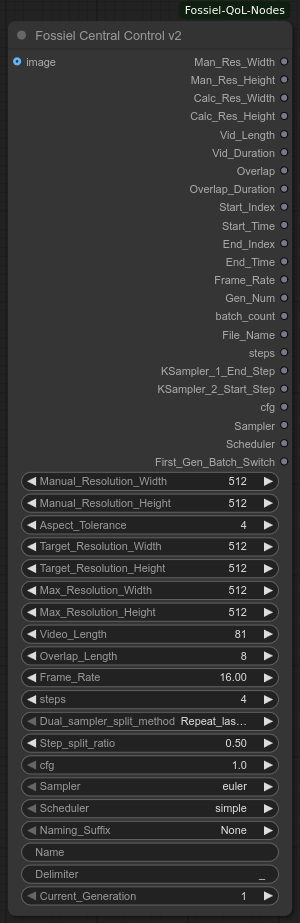 Fossiel-QoL-Nodes
Fossiel Central Control v2
image Man_Res_Width
Man_Res_Height
Calc_Res_Width
Calc_Res_Height
Vid_Length
Vid_Duration
Overlap
Overlap_Duration
Start_Index
Start_Time
End_Index
End_Time
Frame_Rate
Gen_Num
batch_count
File_Name
steps
KSampler_1_End_Step
KSampler_2_Start_Step
cfg
Sampler
Scheduler
First_Gen_Batch_Switch
Manual_Resolution_Width 512
Manual_Resolution_Height 512
Aspect_Tolerance 4
Target_Resolution_Width 512
Target_Resolution_Height 512
Max_Resolution_Width 512
Max_Resolution_Height 512
Video_Length 81
Overlap_Length 8
Frame_Rate 16.00
steps 4
Dual_sampler_split_method Repeat_las...
Step_split_ratio 0.50
cfg 1.0
Sampler euler
Scheduler simple
Naming_Suffix None
Name
Delimiter _
Current_Generation 1